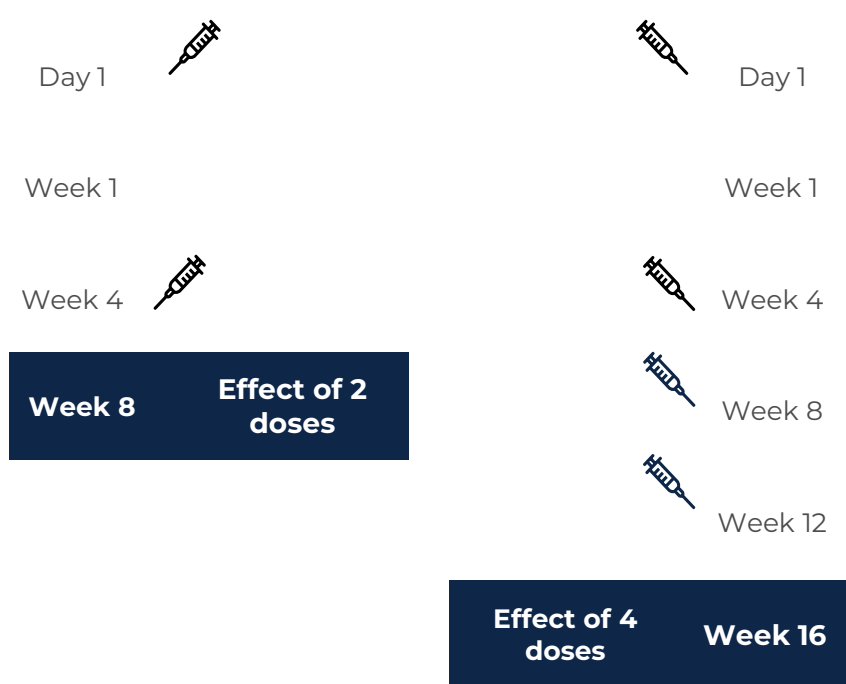 Day 1
Week 1
Week 4
Week 8
Effect of 2
doses
Day 1
Week 1
Week 4
Week 8
Week 12
Effect of 4
doses
Week 16